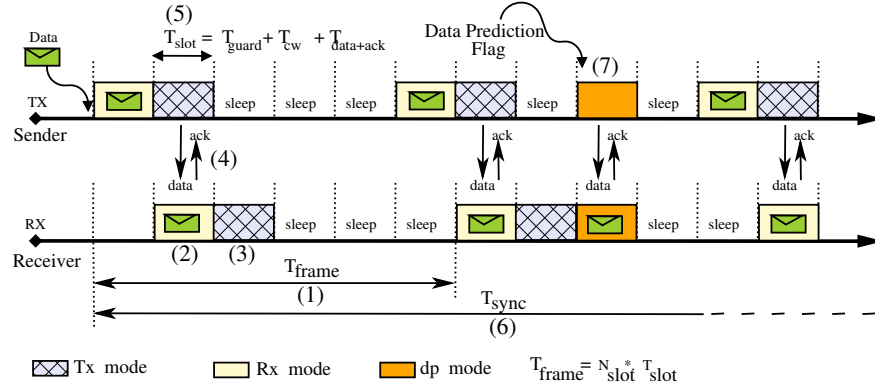 (5)
Data
T_slot = T_guard + T_cw + T_data+ack
Data Prediction
Flag
(7)
TX
sleep sleep sleep sleep sleep
Sender
ack ack ack ack
(4)
data data data data
RX
sleep sleep sleep sleep sleep
Receiver
(2) (3)
T_frame
(1)
T_sync
(6)
Tx mode Rx mode dp mode T_frame = N_slot * T_slot